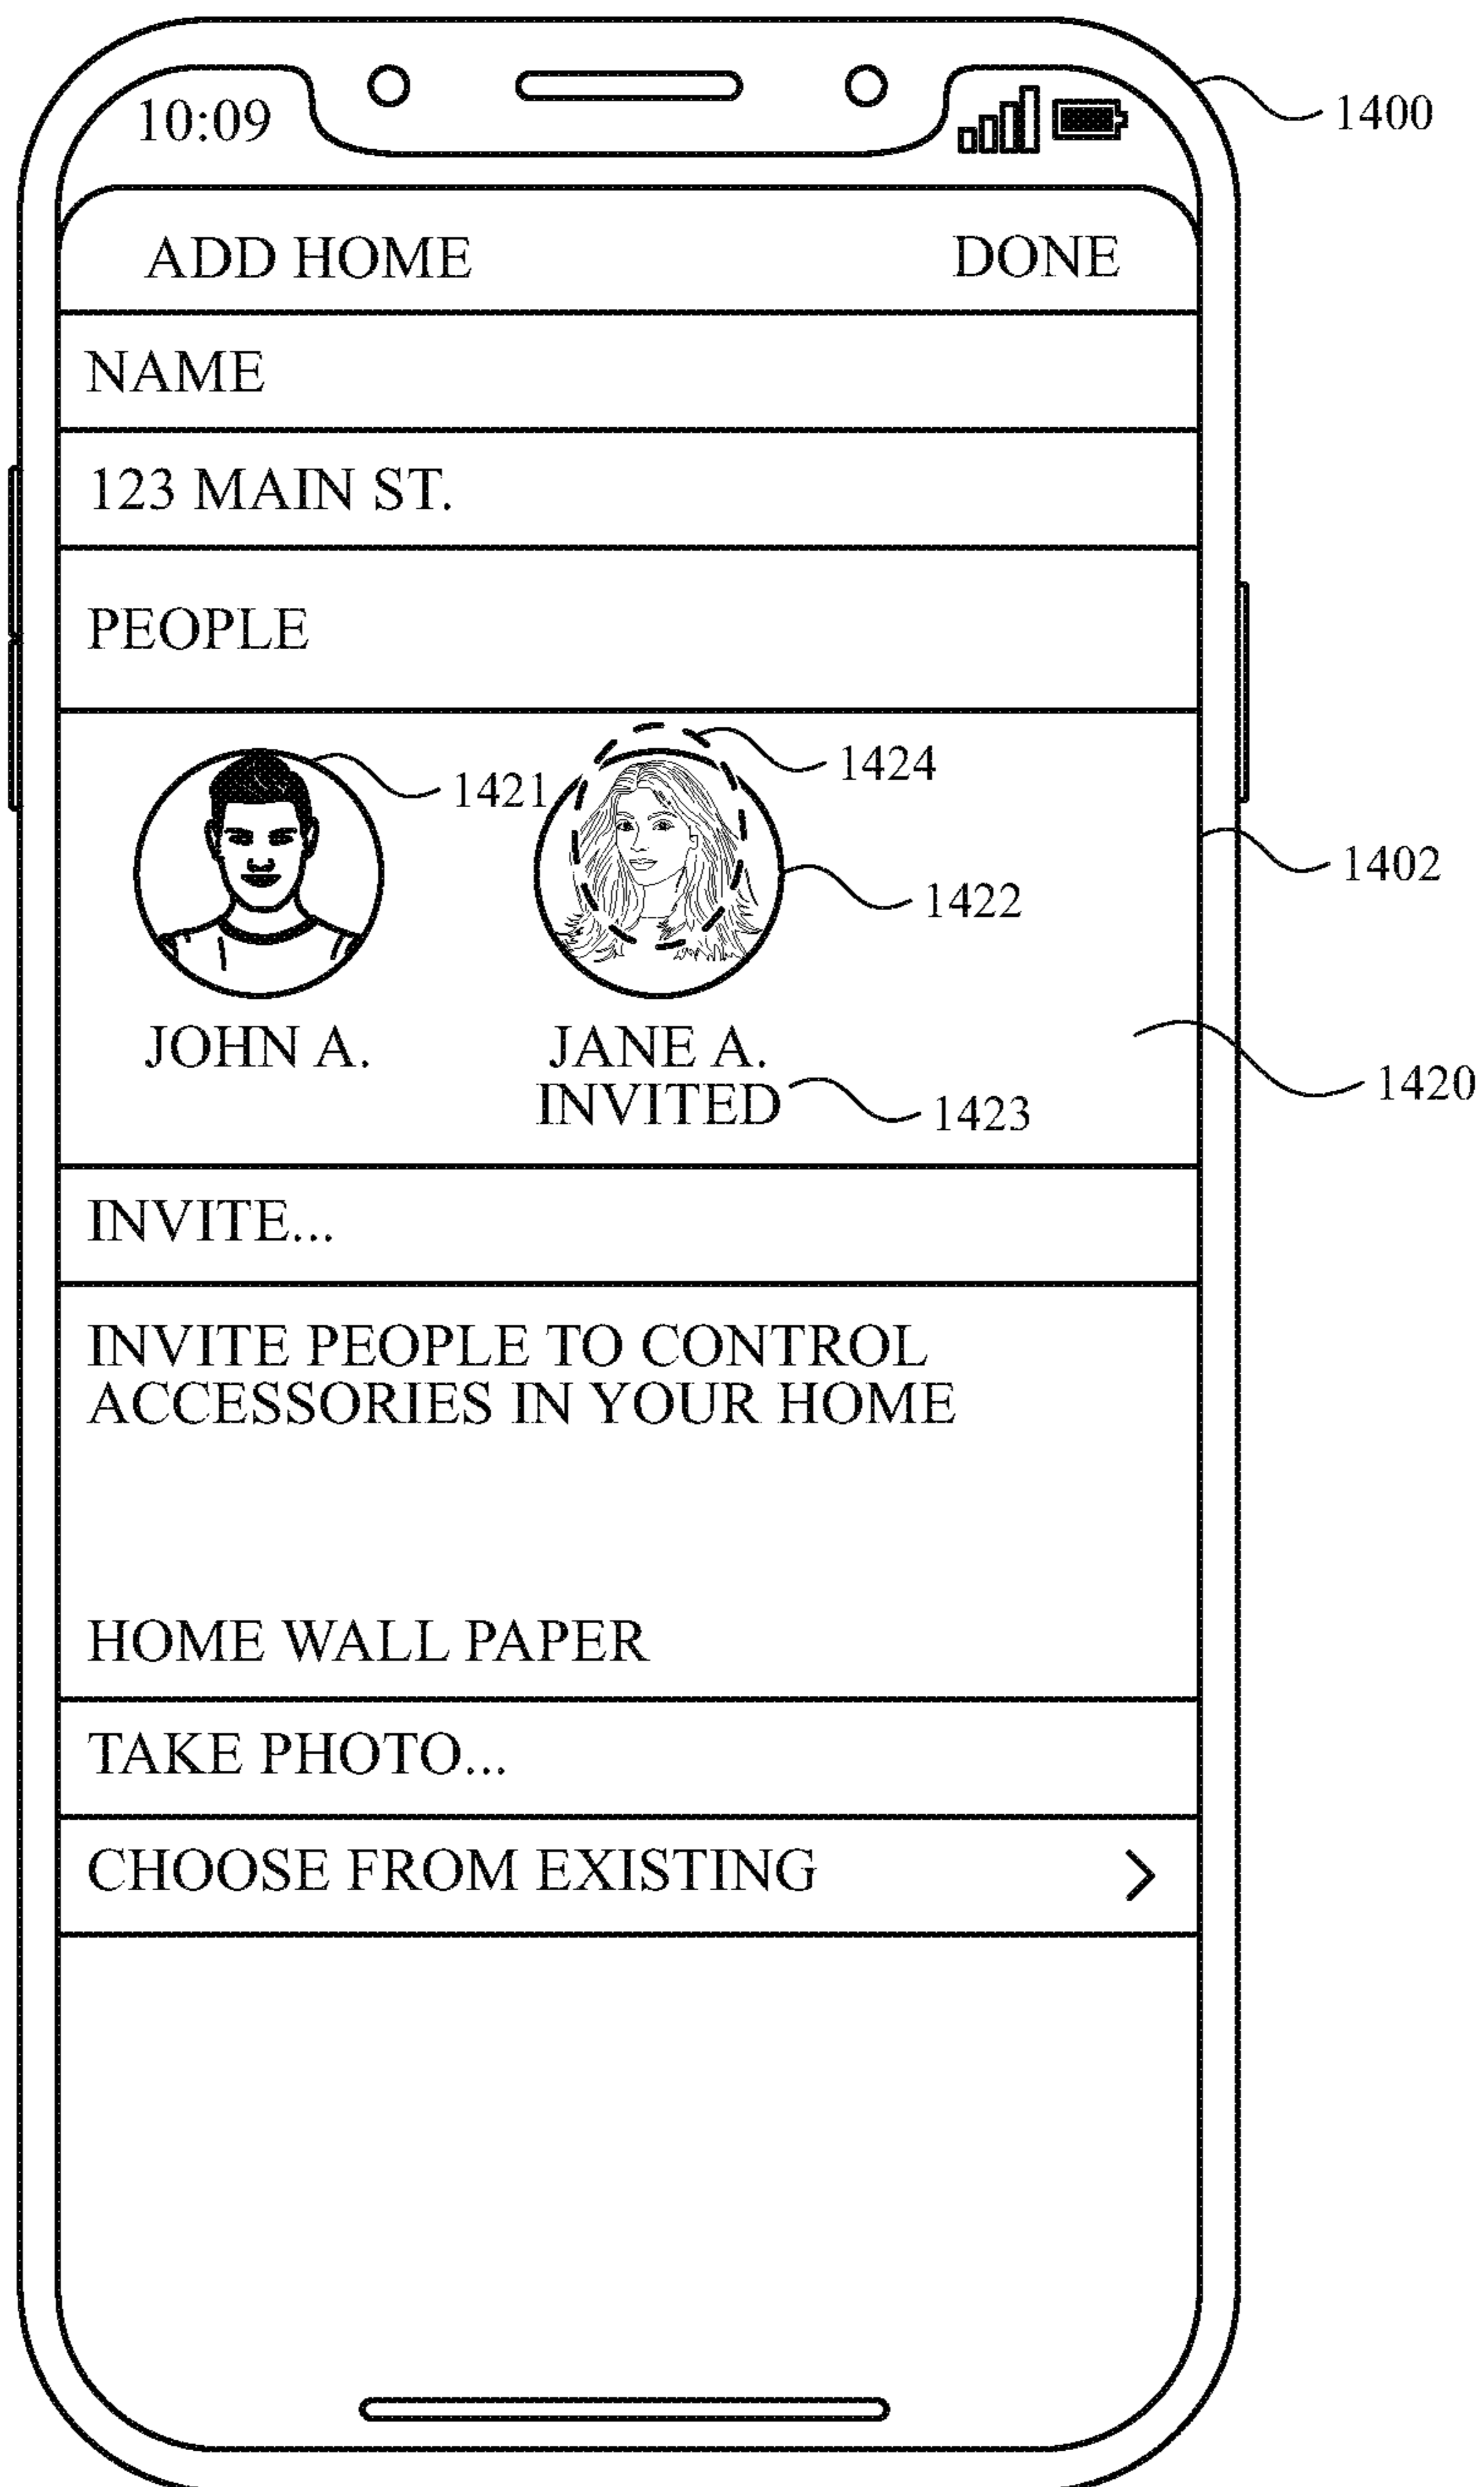 1400
10:09
ADD HOME DONE
NAME
123 MAIN ST.
PEOPLE
1424
1421
1402
1422
JOHN A. JANE A.
1420
INVITED 1423
INVITE...
INVITE PEOPLE TO CONTROL
ACCESSORIES IN YOUR HOME
HOME WALL PAPER
TAKE PHOTO...
CHOOSE FROM EXISTING